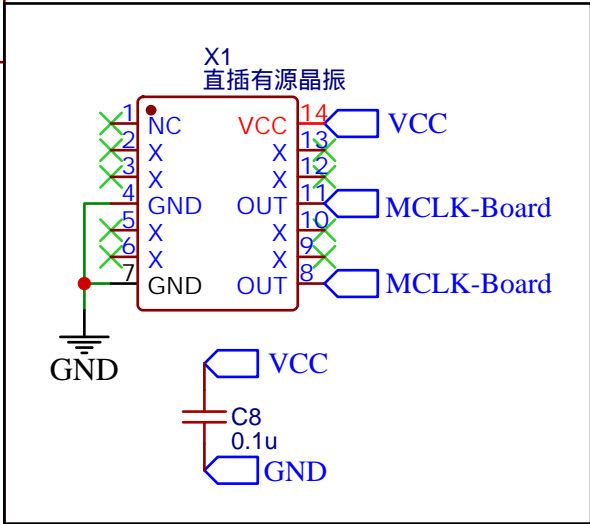 X1
直插有源晶振
1 NC VCC 14 VCC
2 X X 13
3 X X 12
4 GND OUT 11 MCLK-Board
5 X X 10
6 X X 9
7 GND OUT 8 MCLK-Board
GND
VCC
C8
0.1u
GND